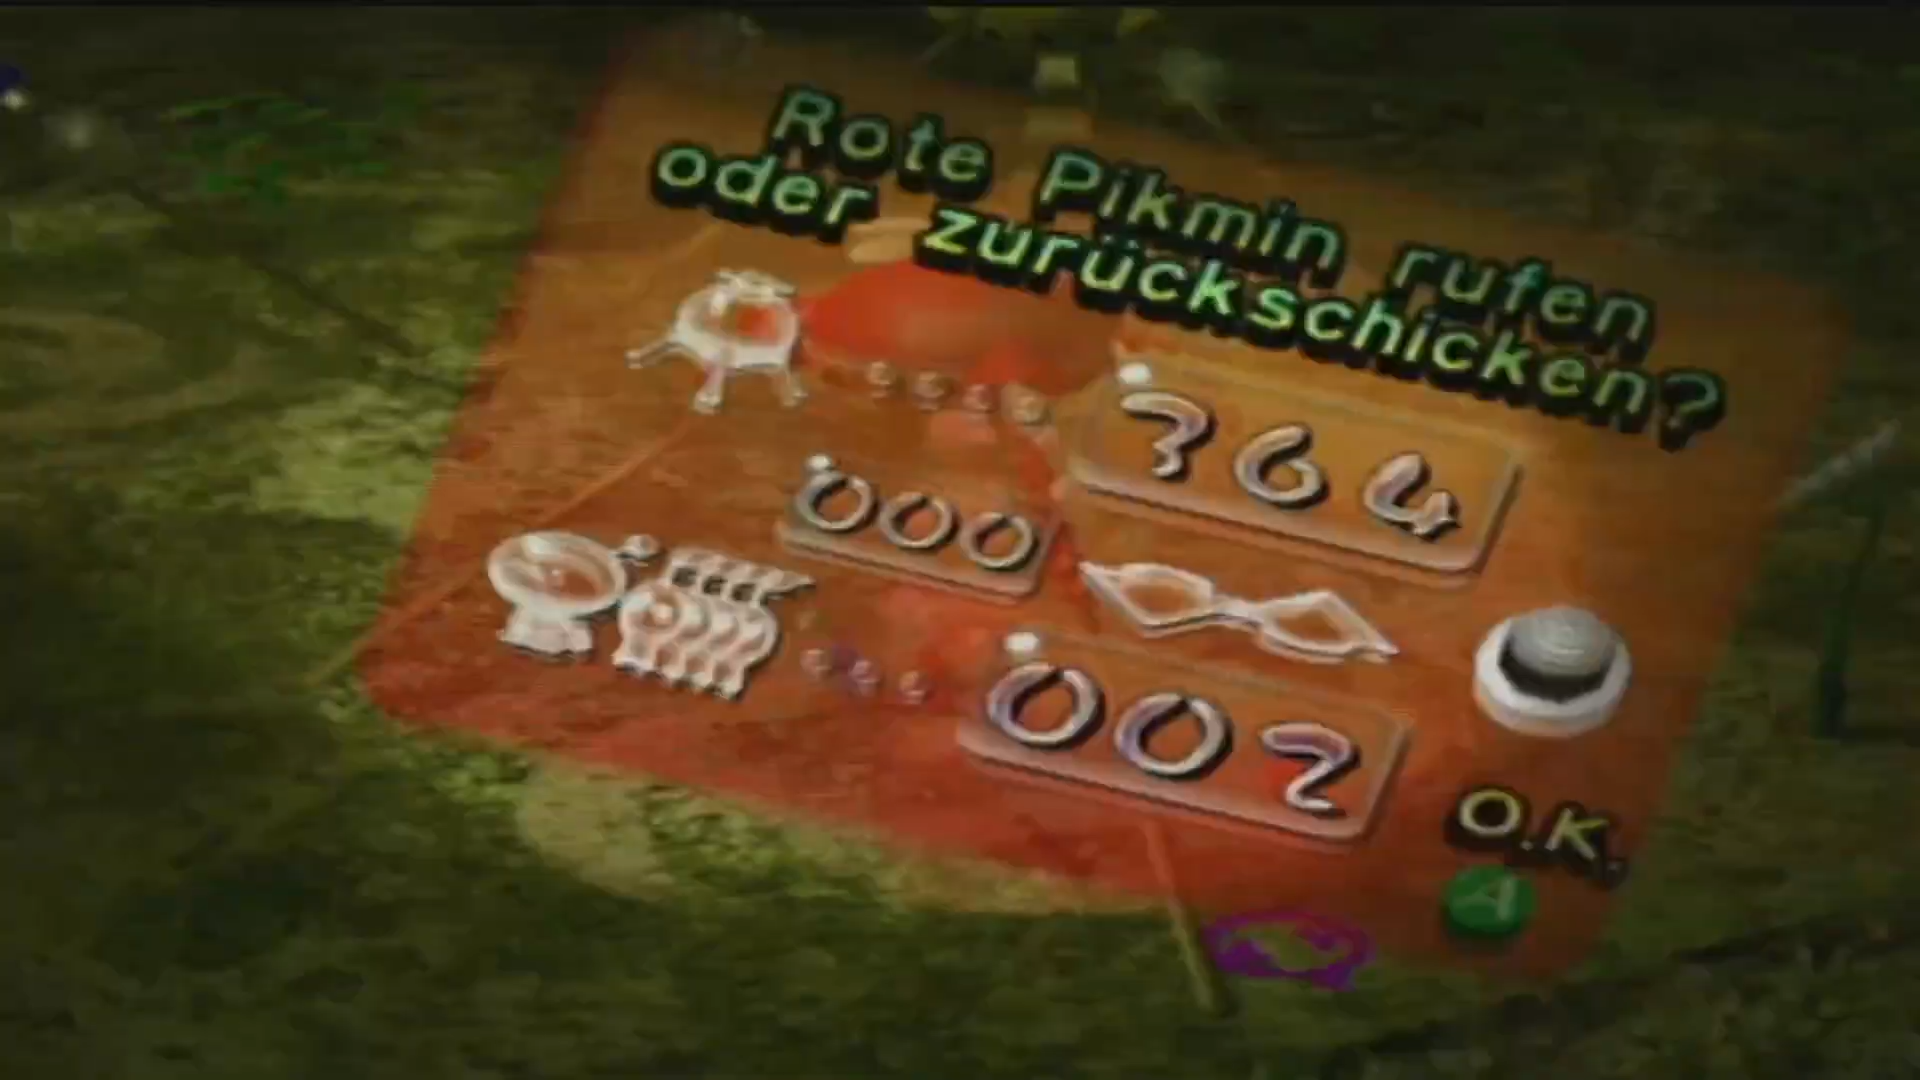 Rote Pikmin rufen
oder zurückschicken?
364
000
002
O.K.
A